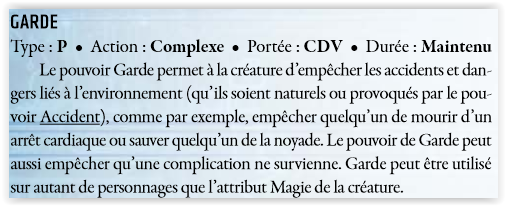 GARDE
Type : P • Action : Complexe • Portée : CDV • Durée : Maintenu
Le pouvoir Garde permet à la créature d’empêcher les accidents et dan-
gers liés à l’environnement (qu’ils soient naturels ou provoqués par le pou-
voir Accident), comme par exemple, empêcher quelqu’un de mourir d’un
arrêt cardiaque ou sauver quelqu’un de la noyade. Le pouvoir de Garde peut
aussi empêcher qu’une complication ne survienne. Garde peut être utilisé
sur autant de personnages que l’attribut Magie de la créature.